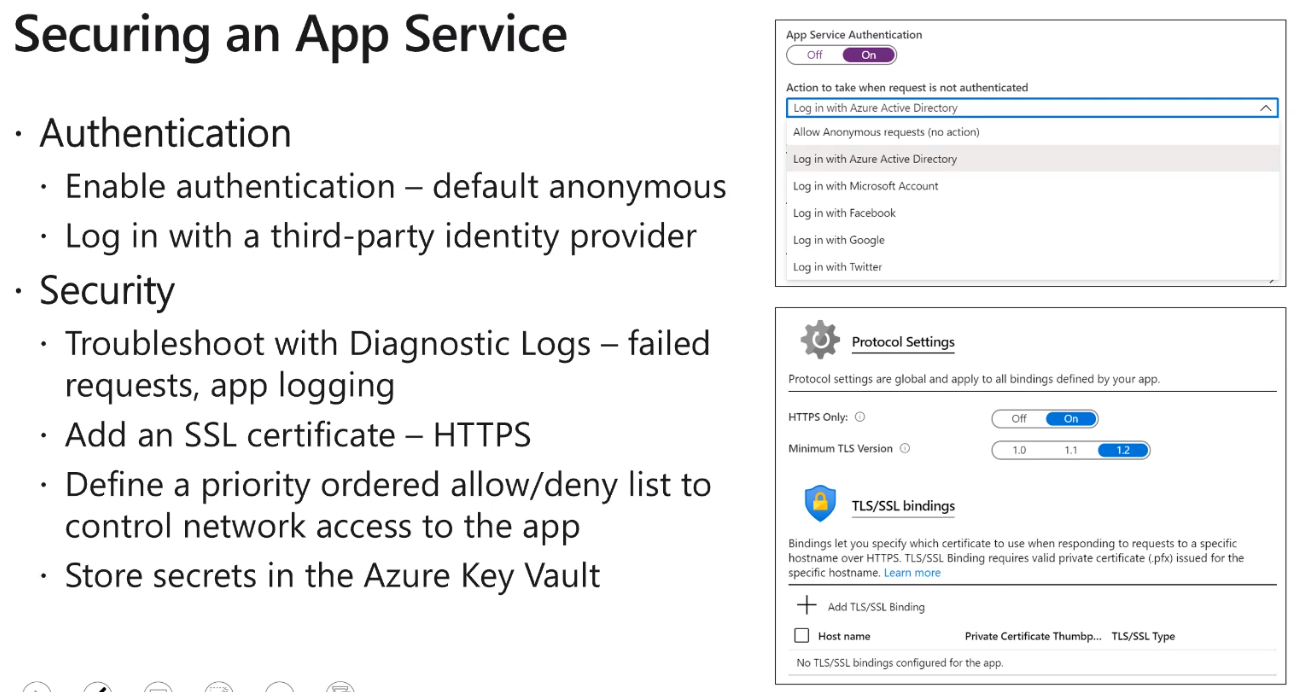 Securing an App Service
· Authentication
· Enable authentication – default anonymous
· Log in with a third-party identity provider
· Security
· Troubleshoot with Diagnostic Logs – failed
requests, app logging
· Add an SSL certificate – HTTPS
· Define a priority ordered allow/deny list to
control network access to the app
· Store secrets in the Azure Key Vault
App Service Authentication
Off On
Action to take when request is not authenticated
Log in with Azure Active Directory
Allow Anonymous requests (no action)
Log in with Azure Active Directory
Log in with Microsoft Account
Log in with Facebook
Log in with Google
Log in with Twitter
Protocol Settings
Protocol settings are global and apply to all bindings defined by your app.
HTTPS Only: Off On
Minimum TLS Version 1.0 1.1 1.2
TLS/SSL bindings
Bindings let you specify which certificate to use when responding to requests to a specific
hostname over HTTPS. TLS/SSL Binding requires valid private certificate (.pfx) issued for the
specific hostname. Learn more
Add TLS/SSL Binding
Host name Private Certificate Thumbp... TLS/SSL Type
No TLS/SSL bindings configured for the app.